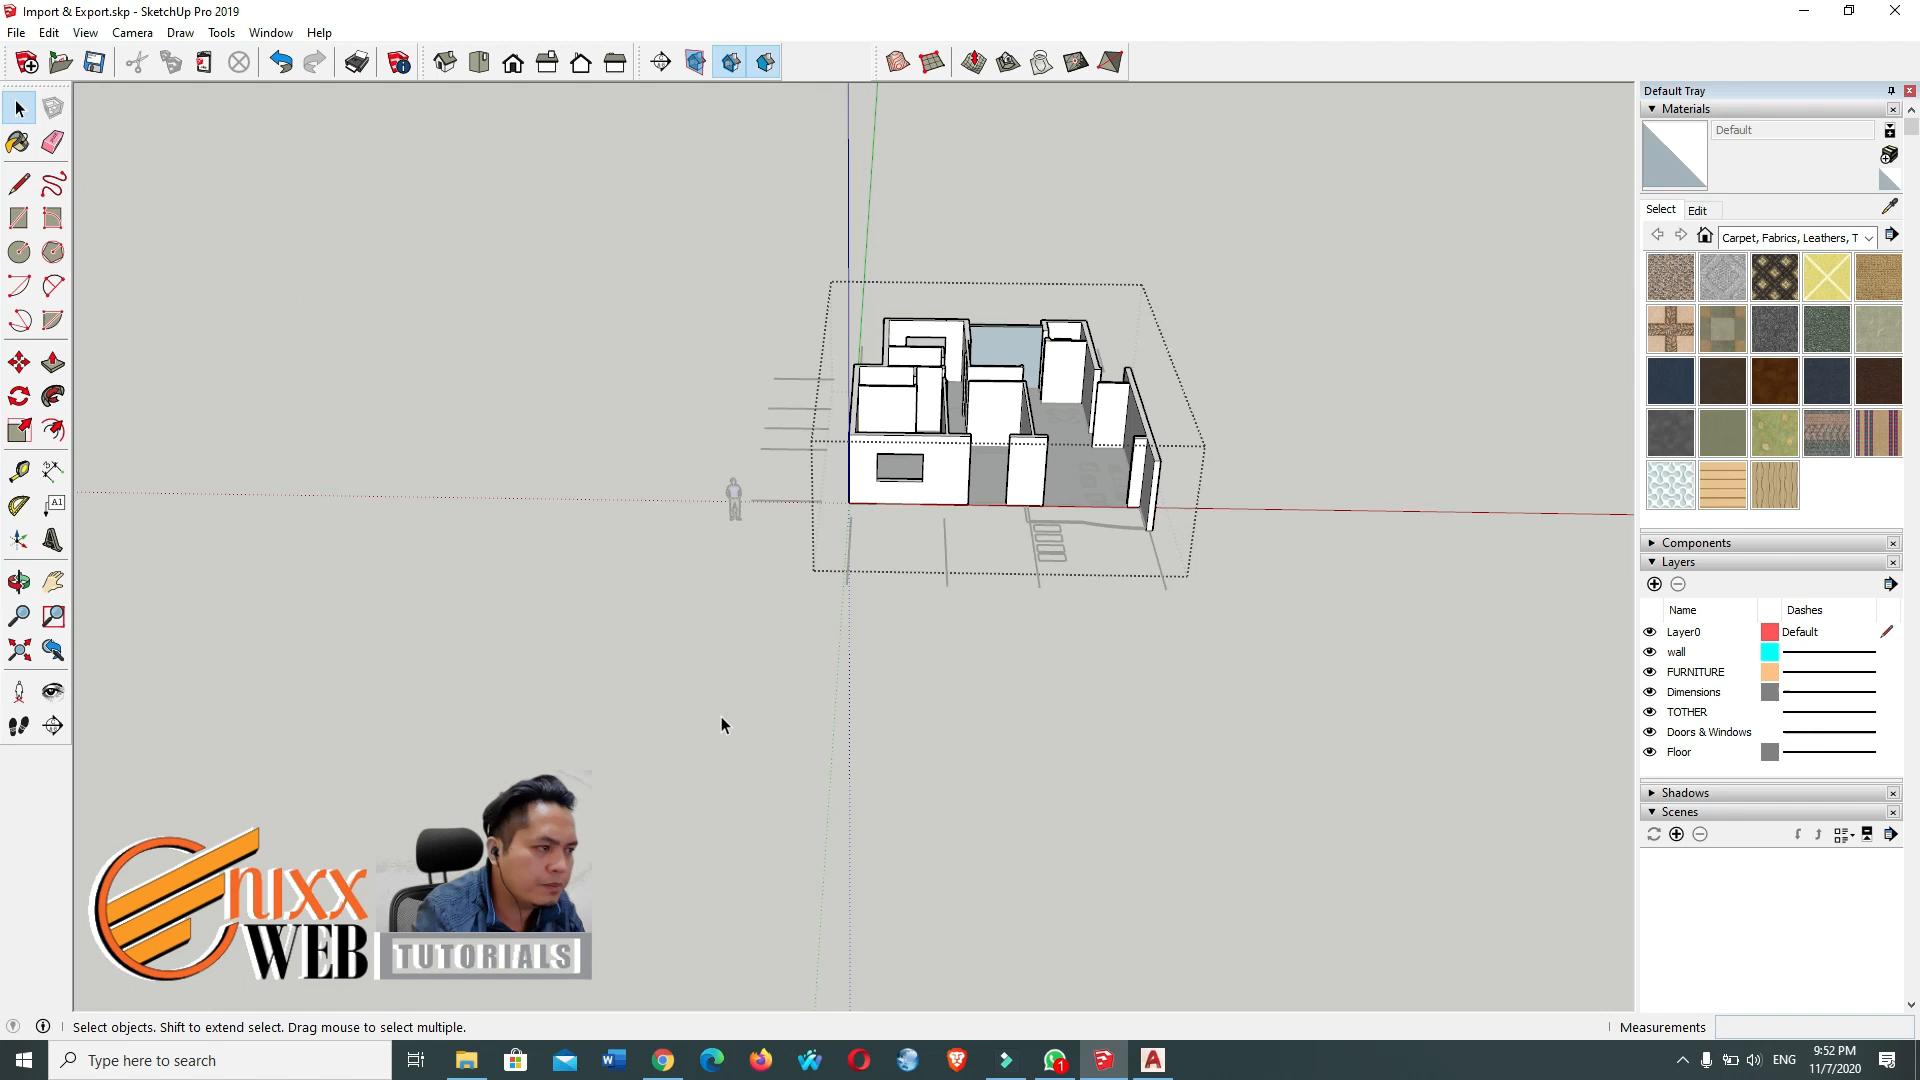 Import & Export.skp - SketchUp Pro 2019
File Edit View Camera Draw Tools Window Help
Default Tray
Materials
Default
Select Edit
Carpet, Fabrics, Leathers, T
A1
Components
Layers
Name Dashes
Layer0 Default
wall
FURNITURE
Dimensions
TOTHER
Doors & Windows
Floor
Shadows
Scenes
NIXX
WEB
TUTORIALS
Select objects. Shift to extend select. Drag mouse to select multiple.
Measurements
Type here to search
1
ENG
9:52 PM
11/7/2020